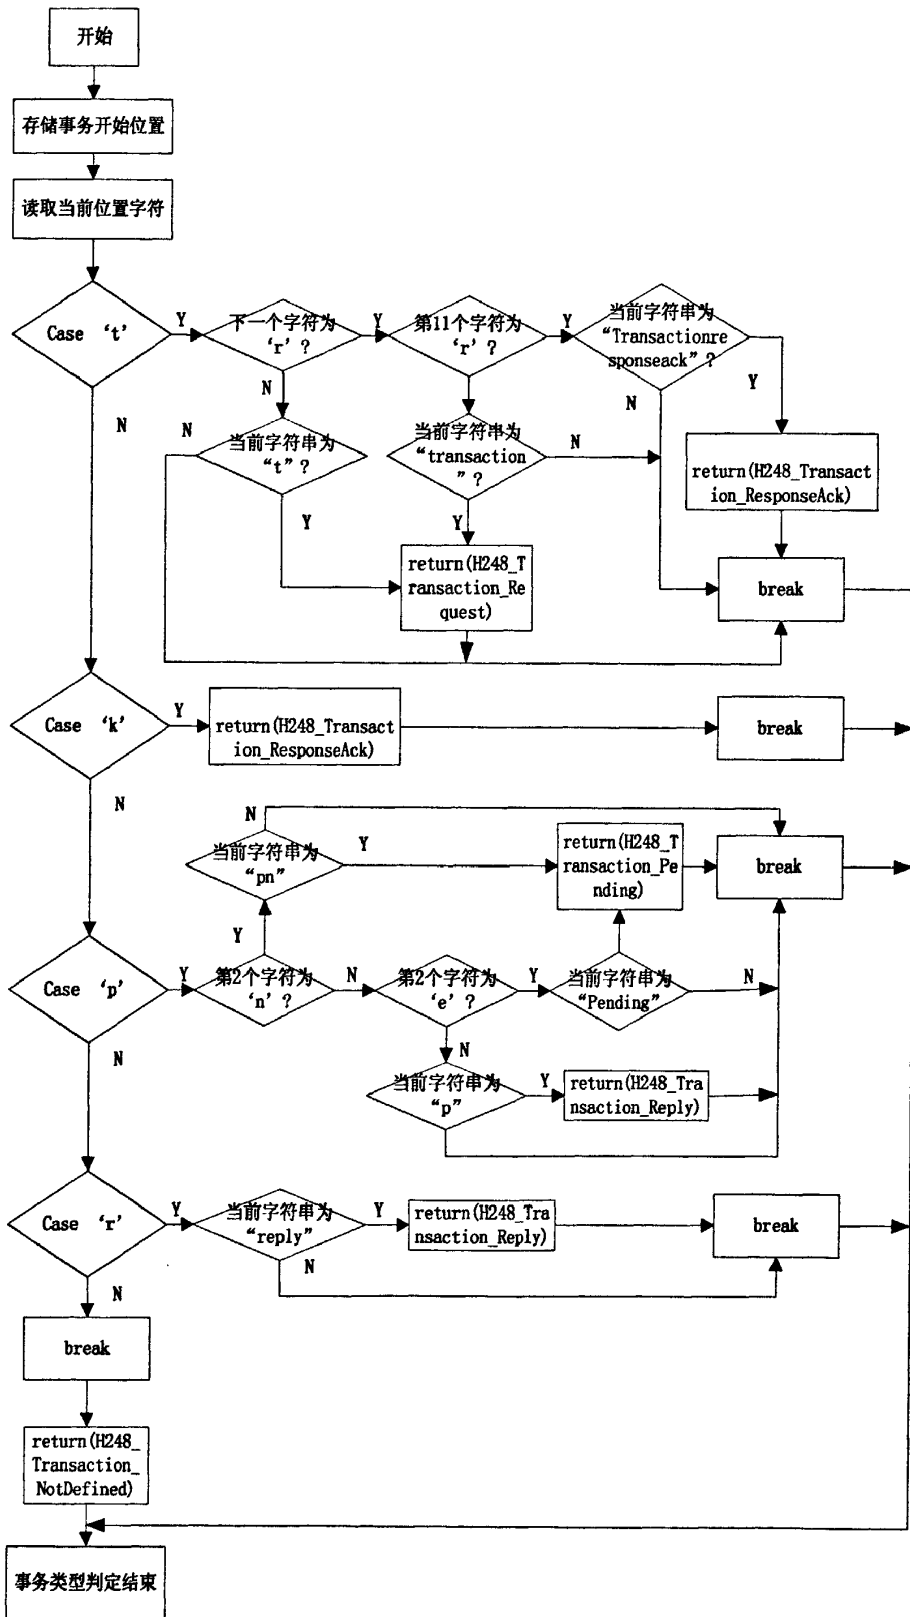 开始
存储事务开始位置
读取当前位置字符
Case ‘t’
Y
下一个字符为
‘r’？
Y
第11个字符为
‘r’？
Y
当前字符串为
“Transactionre
sponseack”？
Y
N
N
N
N
当前字符串为
“t”？
当前字符串为
“transaction
”？
N
return(H248_Transact
ion_ResponseAck)
Y
Y
return(H248_T
ransaction_Re
quest)
break
Case ‘k’
Y
return(H248_Transact
ion_ResponseAck)
break
N
N
当前字符串为
“pn”
Y
return(H248_T
ransaction_Pe
nding)
break
Y
Case ‘p’
Y
第2个字符为
‘n’？
N
第2个字符为
‘e’？
Y
当前字符串为
“Pending”
N
N
N
当前字符串为
“p”
Y
return(H248_Tra
nsaction_Reply)
Case ‘r’
Y
当前字符串为
“reply”
Y
return(H248_Tra
nsaction_Reply)
break
N
N
break
return(H248_
Transaction_
NotDefined)
事务类型判定结束